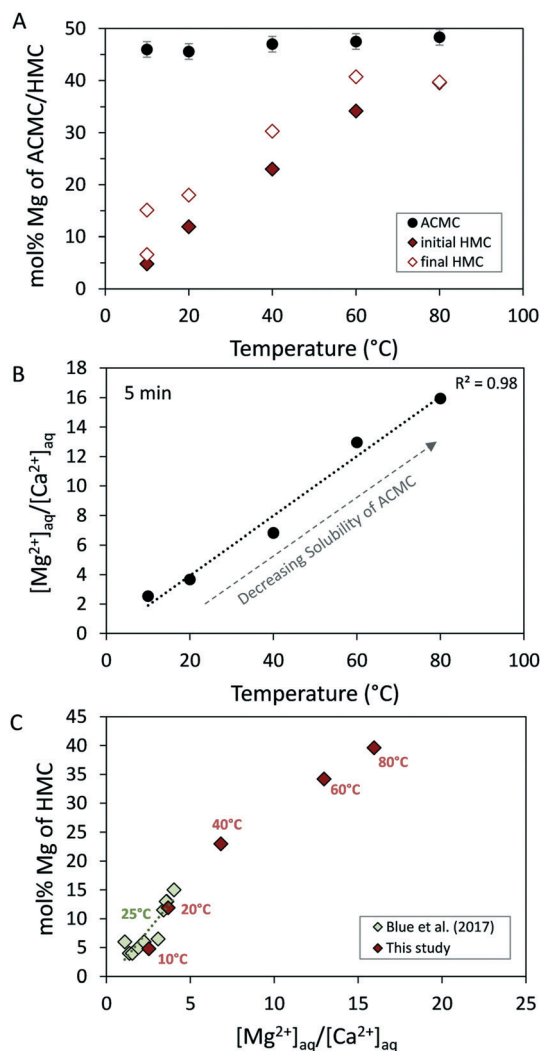 A
50
40
30
20
10
0
mol% Mg of ACMC/HMC
ACMC
initial HMC
final HMC
0 20 40 60 80 100
Temperature (°C)
B
18
16
14
12
10
8
6
4
2
0
[Mg²⁺]aq/[Ca²⁺]aq
5 min
R² = 0.98
Decreasing Solubility of ACMC
0 20 40 60 80 100
Temperature (°C)
C
45
40
35
30
25
20
15
10
5
0
mol% Mg of HMC
80°C
60°C
40°C
25°C
20°C
10°C
Blue et al. (2017)
This study
0 5 10 15 20 25
[Mg²⁺]aq/[Ca²⁺]aq